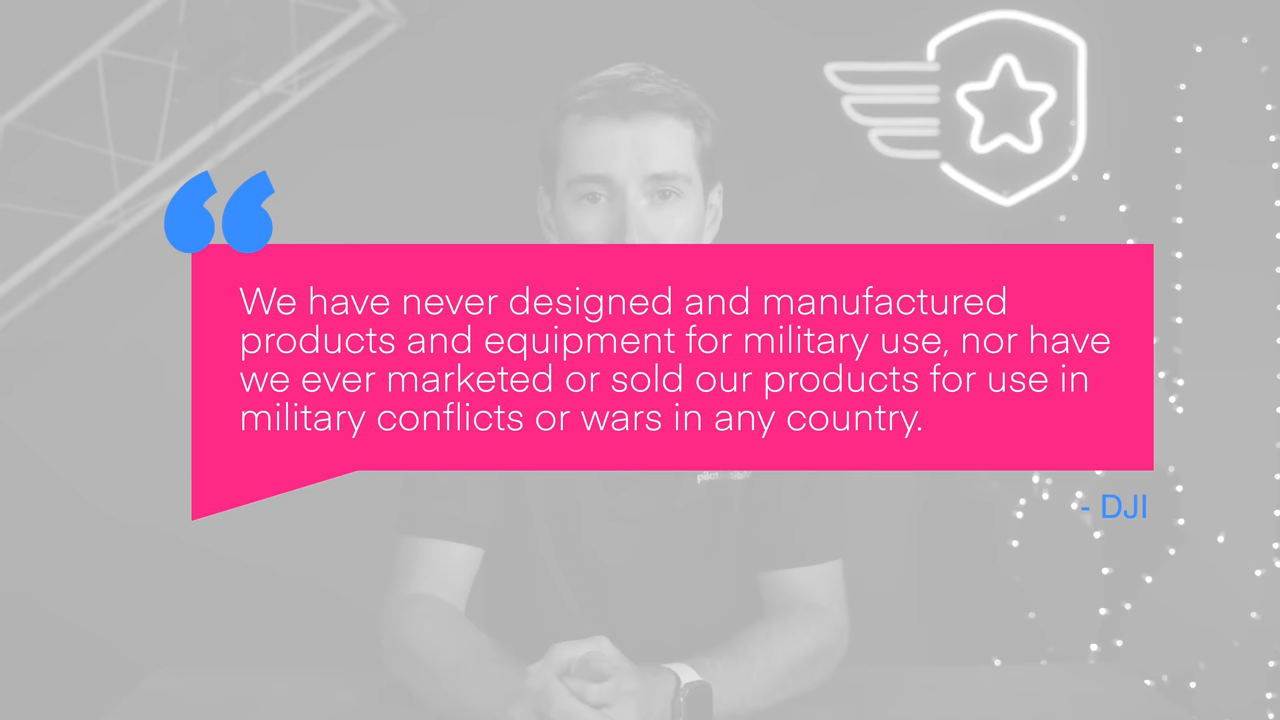 We have never designed and manufactured
products and equipment for military use, nor have
we ever marketed or sold our products for use in
military conflicts or wars in any country.
- DJI